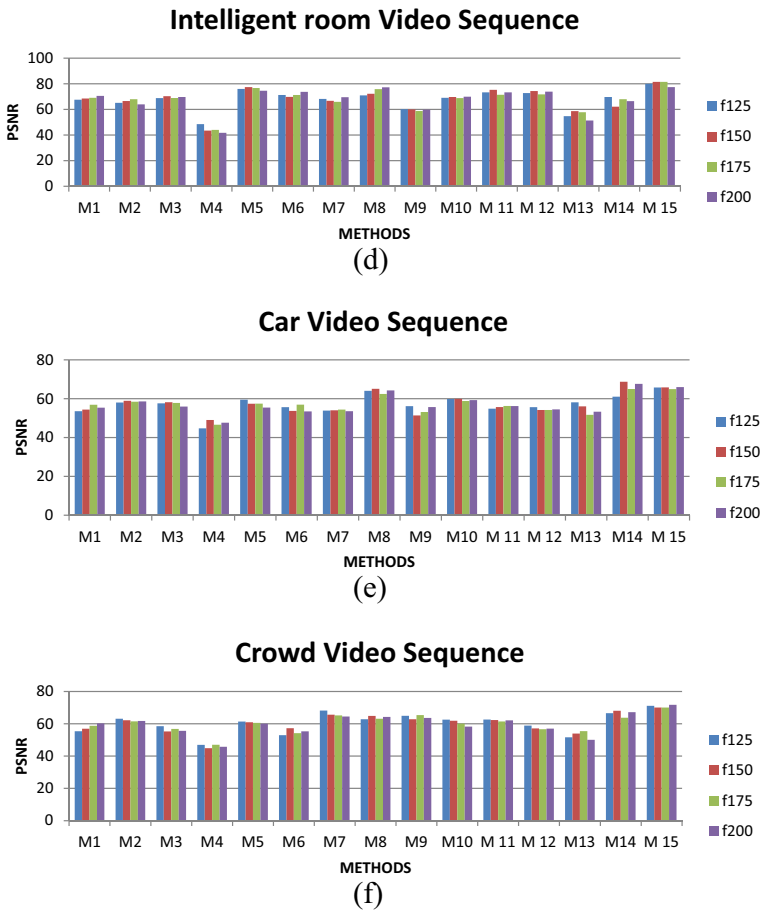 Intelligent room Video Sequence
100
80
60
40
20
0
PSNR
M1 M2 M3 M4 M5 M6 M7 M8 M9 M10 M 11 M 12 M13 M14 M 15
METHODS
f125
f150
f175
f200
(d)
Car Video Sequence
80
60
40
20
0
PSNR
M1 M2 M3 M4 M5 M6 M7 M8 M9 M10 M 11 M 12 M13 M14 M 15
METHODS
f125
f150
f175
f200
(e)
Crowd Video Sequence
80
60
40
20
0
PSNR
M1 M2 M3 M4 M5 M6 M7 M8 M9 M10 M 11 M 12 M13 M14 M 15
METHODS
f125
f150
f175
f200
(f)